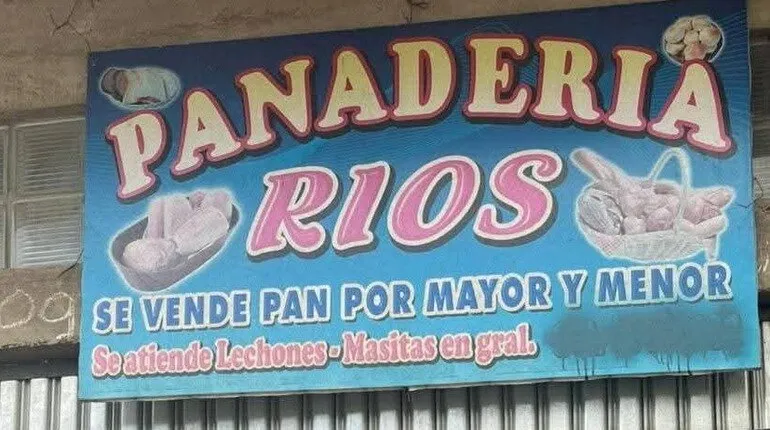 PANADERIA
RIOS
SE VENDE PAN POR MAYOR Y MENOR
Se atiende Lechones - Masitas en gral.